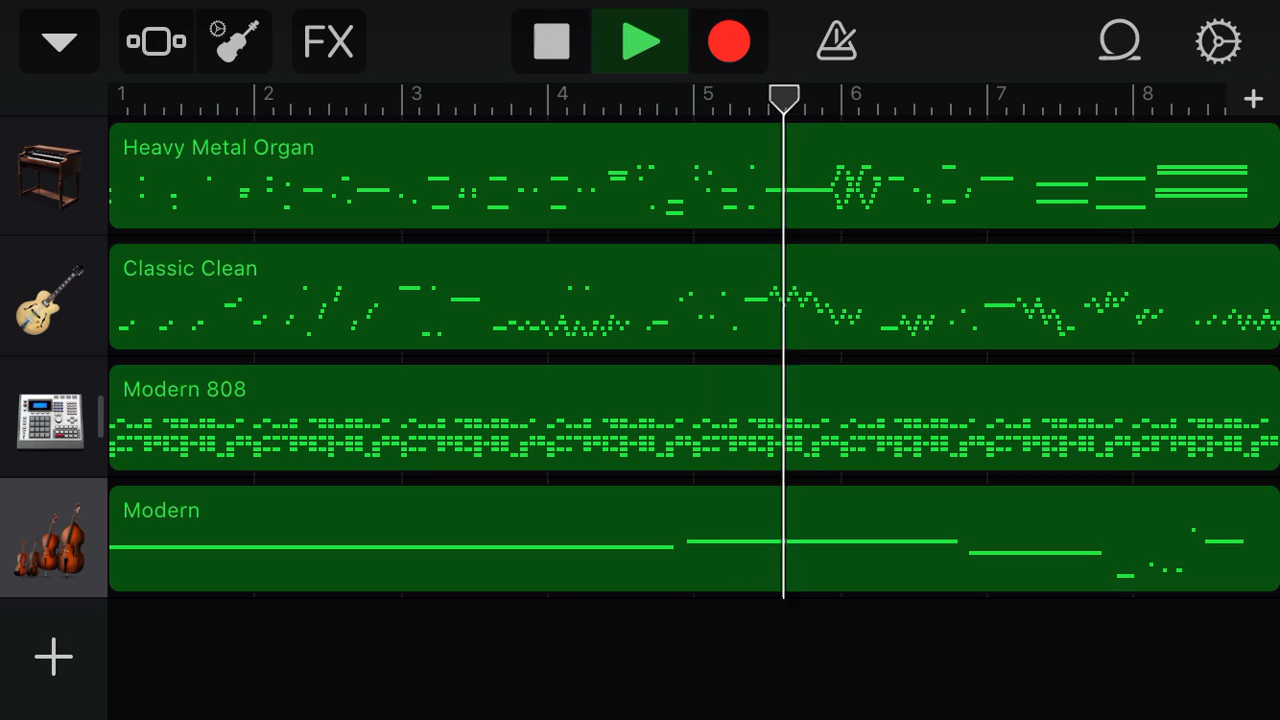 FX
1 2 3 4 5 6 7 8
Heavy Metal Organ
Classic Clean
Modern 808
Modern